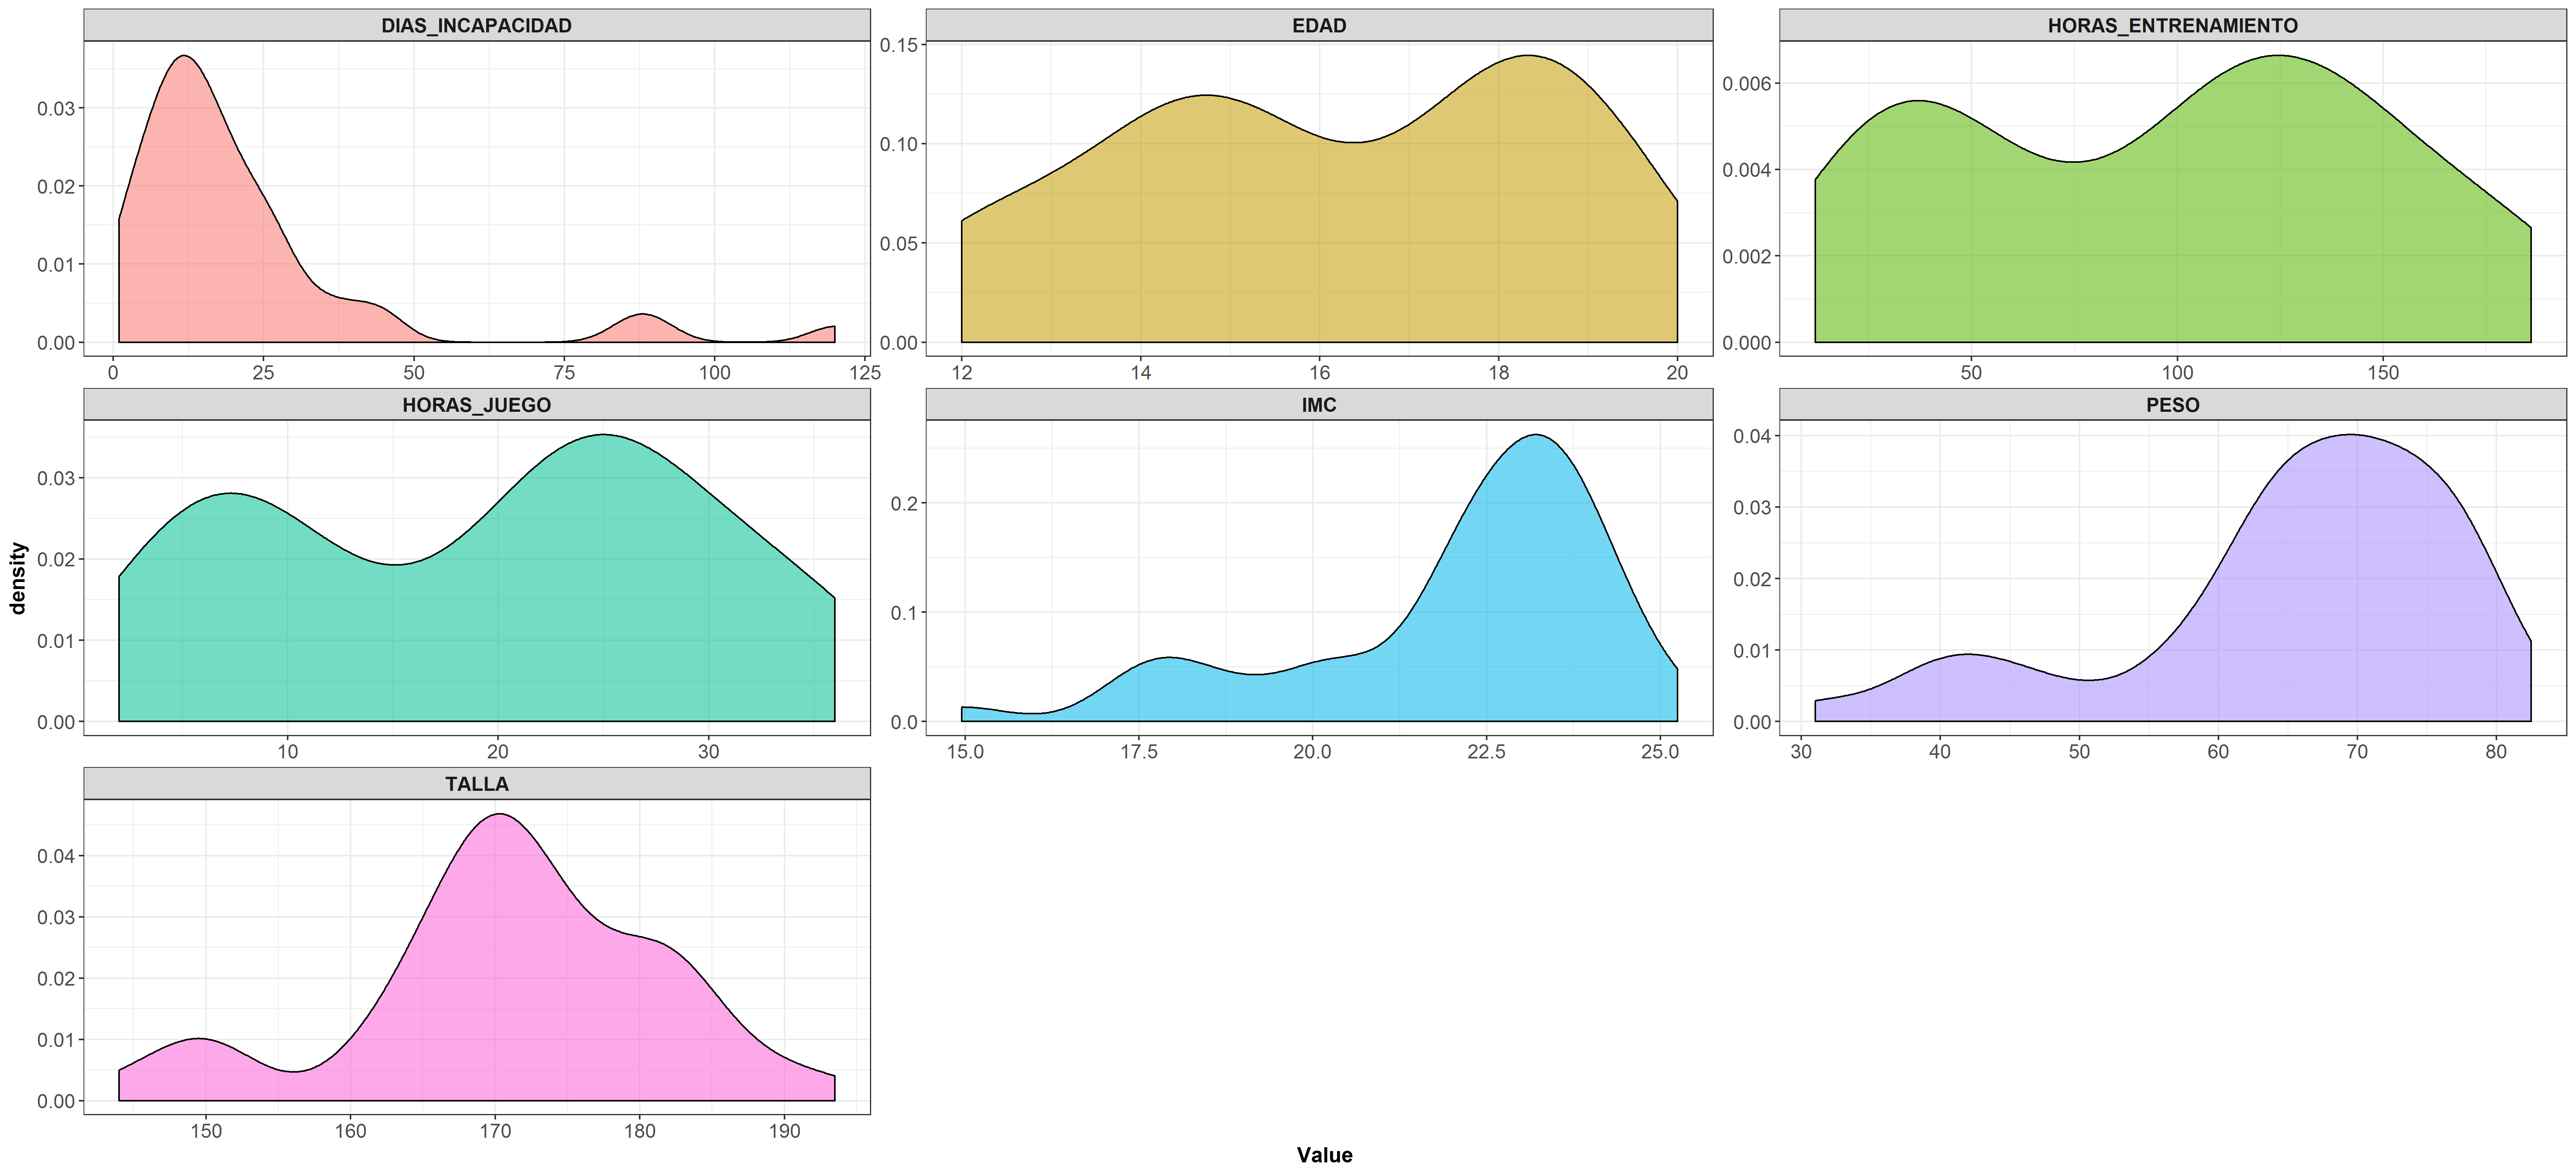 DIAS_INCAPACIDAD
0.03
0.02
0.01
0.00
0 25 50 75 100 125
EDAD
0.15
0.10
0.05
0.00
12 14 16 18 20
HORAS_ENTRENAMIENTO
0.006
0.004
0.002
0.000
50 100 150
HORAS_JUEGO
0.03
0.02
0.01
0.00
10 20 30
IMC
0.2
0.1
0.0
15.0 17.5 20.0 22.5 25.0
PESO
0.04
0.03
0.02
0.01
0.00
30 40 50 60 70 80
TALLA
0.04
0.03
0.02
0.01
0.00
150 160 170 180 190
density
Value